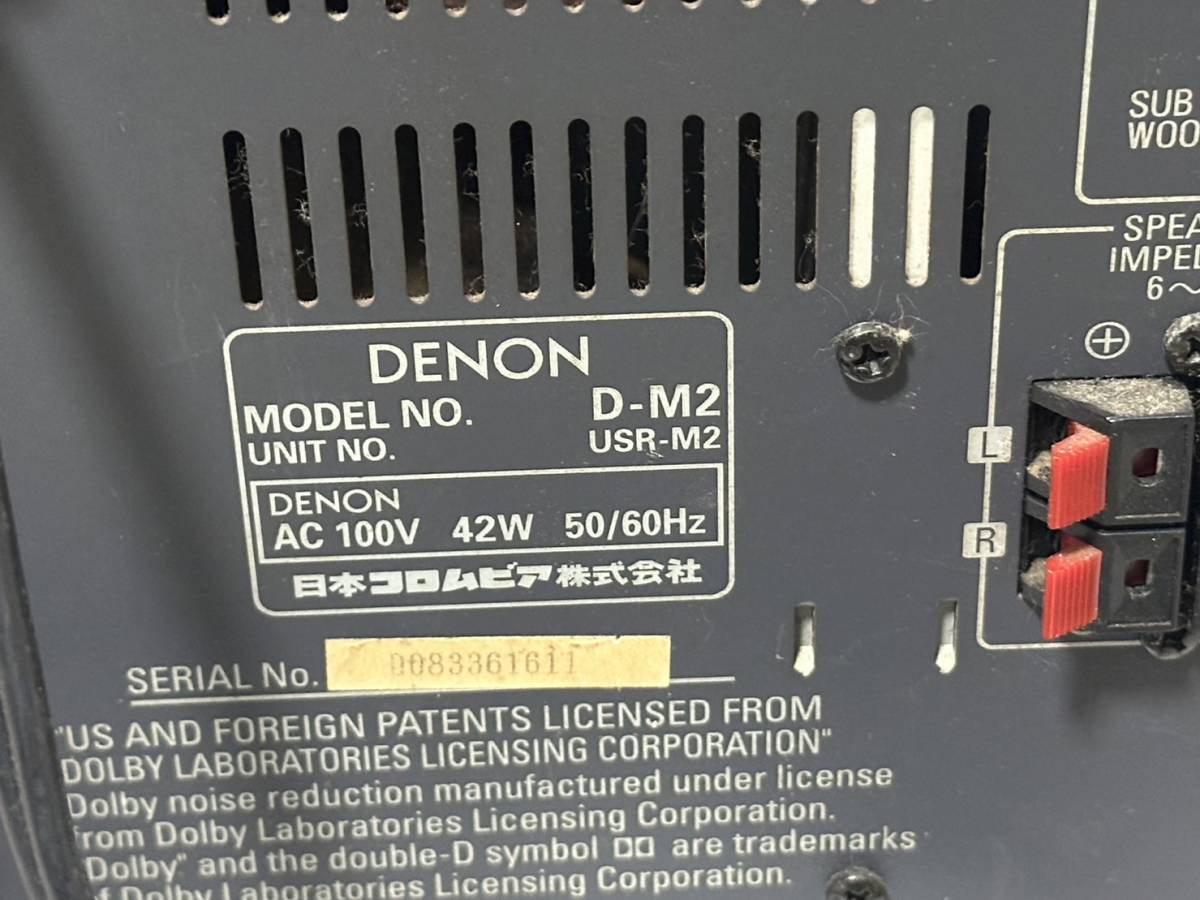 SUB
SPEA
IMPED
6～
DENON
MODEL NO. D-M2
UNIT NO. USR-M2
DENON
AC 100V 42W 50/60Hz
日本コロムビア株式会社
L
R
SERIAL No. 0083361611
"US AND FOREIGN PATENTS LICENSED FROM
DOLBY LABORATORIES LICENSING CORPORATION"
Dolby noise reduction manufactured under license
from Dolby Laboratories Licensing Corporation.
"Dolby" and the double-D symbol are trademarks
of Dolby Laboratories Licensing Corporation.